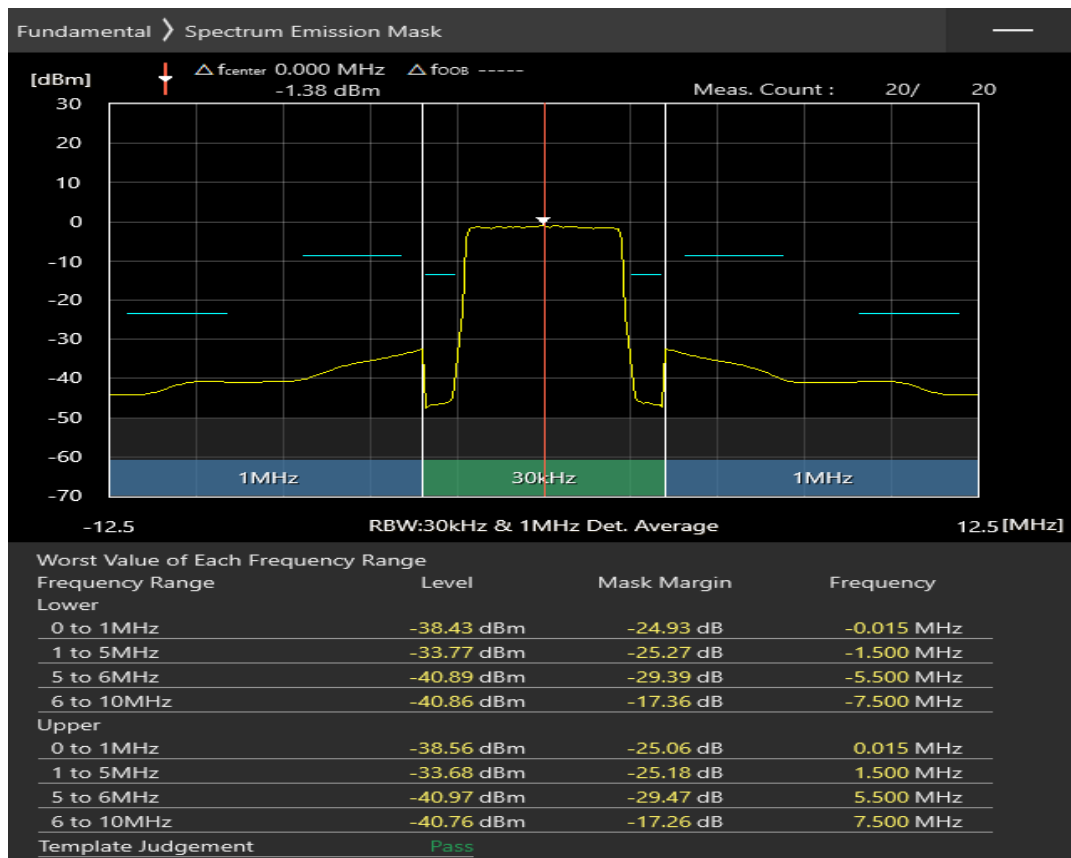 Fundamental ❯ Spectrum Emission Mask
[dBm] △ fcenter 0.000 MHz △ fOOB -----
-1.38 dBm Meas. Count : 20/ 20
30
20
10
0
-10
-20
-30
-40
-50
-60
1MHz 30kHz 1MHz
-70
-12.5 RBW:30kHz & 1MHz Det. Average 12.5 [MHz]
Worst Value of Each Frequency Range
Frequency Range Level Mask Margin Frequency
Lower
0 to 1MHz -38.43 dBm -24.93 dB -0.015 MHz
1 to 5MHz -33.77 dBm -25.27 dB -1.500 MHz
5 to 6MHz -40.89 dBm -29.39 dB -5.500 MHz
6 to 10MHz -40.86 dBm -17.36 dB -7.500 MHz
Upper
0 to 1MHz -38.56 dBm -25.06 dB 0.015 MHz
1 to 5MHz -33.68 dBm -25.18 dB 1.500 MHz
5 to 6MHz -40.97 dBm -29.47 dB 5.500 MHz
6 to 10MHz -40.76 dBm -17.26 dB 7.500 MHz
Template Judgement Pass